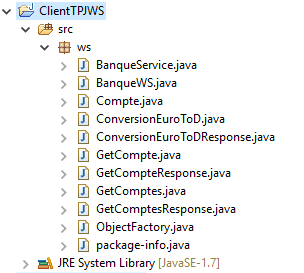 ClientTPJWS
src
ws
BanqueService.java
BanqueWS.java
Compte.java
ConversionEuroToD.java
ConversionEuroToDResponse.java
GetCompte.java
GetCompteResponse.java
GetComptes.java
GetComptesResponse.java
ObjectFactory.java
package-info.java
JRE System Library [JavaSE-1.7]